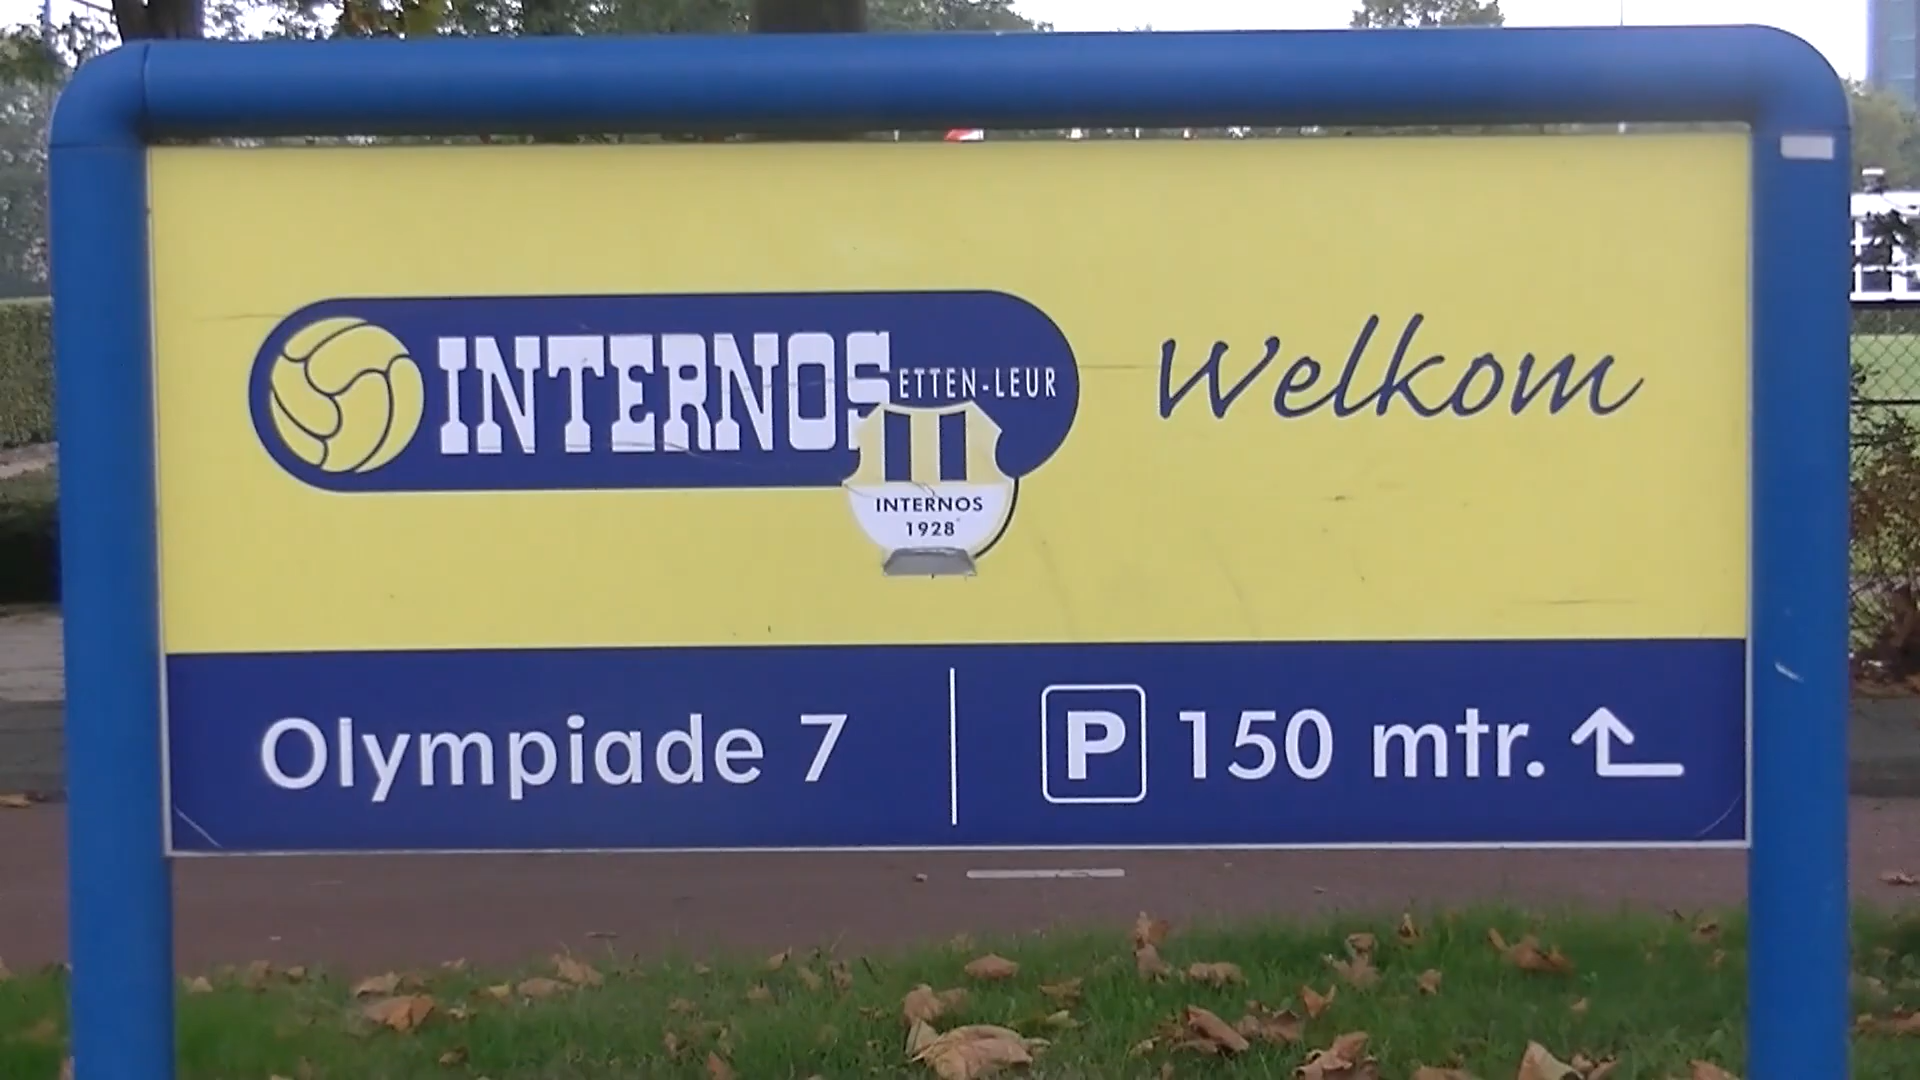 INTERNOS ETTEN-LEUR
Welkom
INTERNOS
1928
Olympiade 7
P 150 mtr.